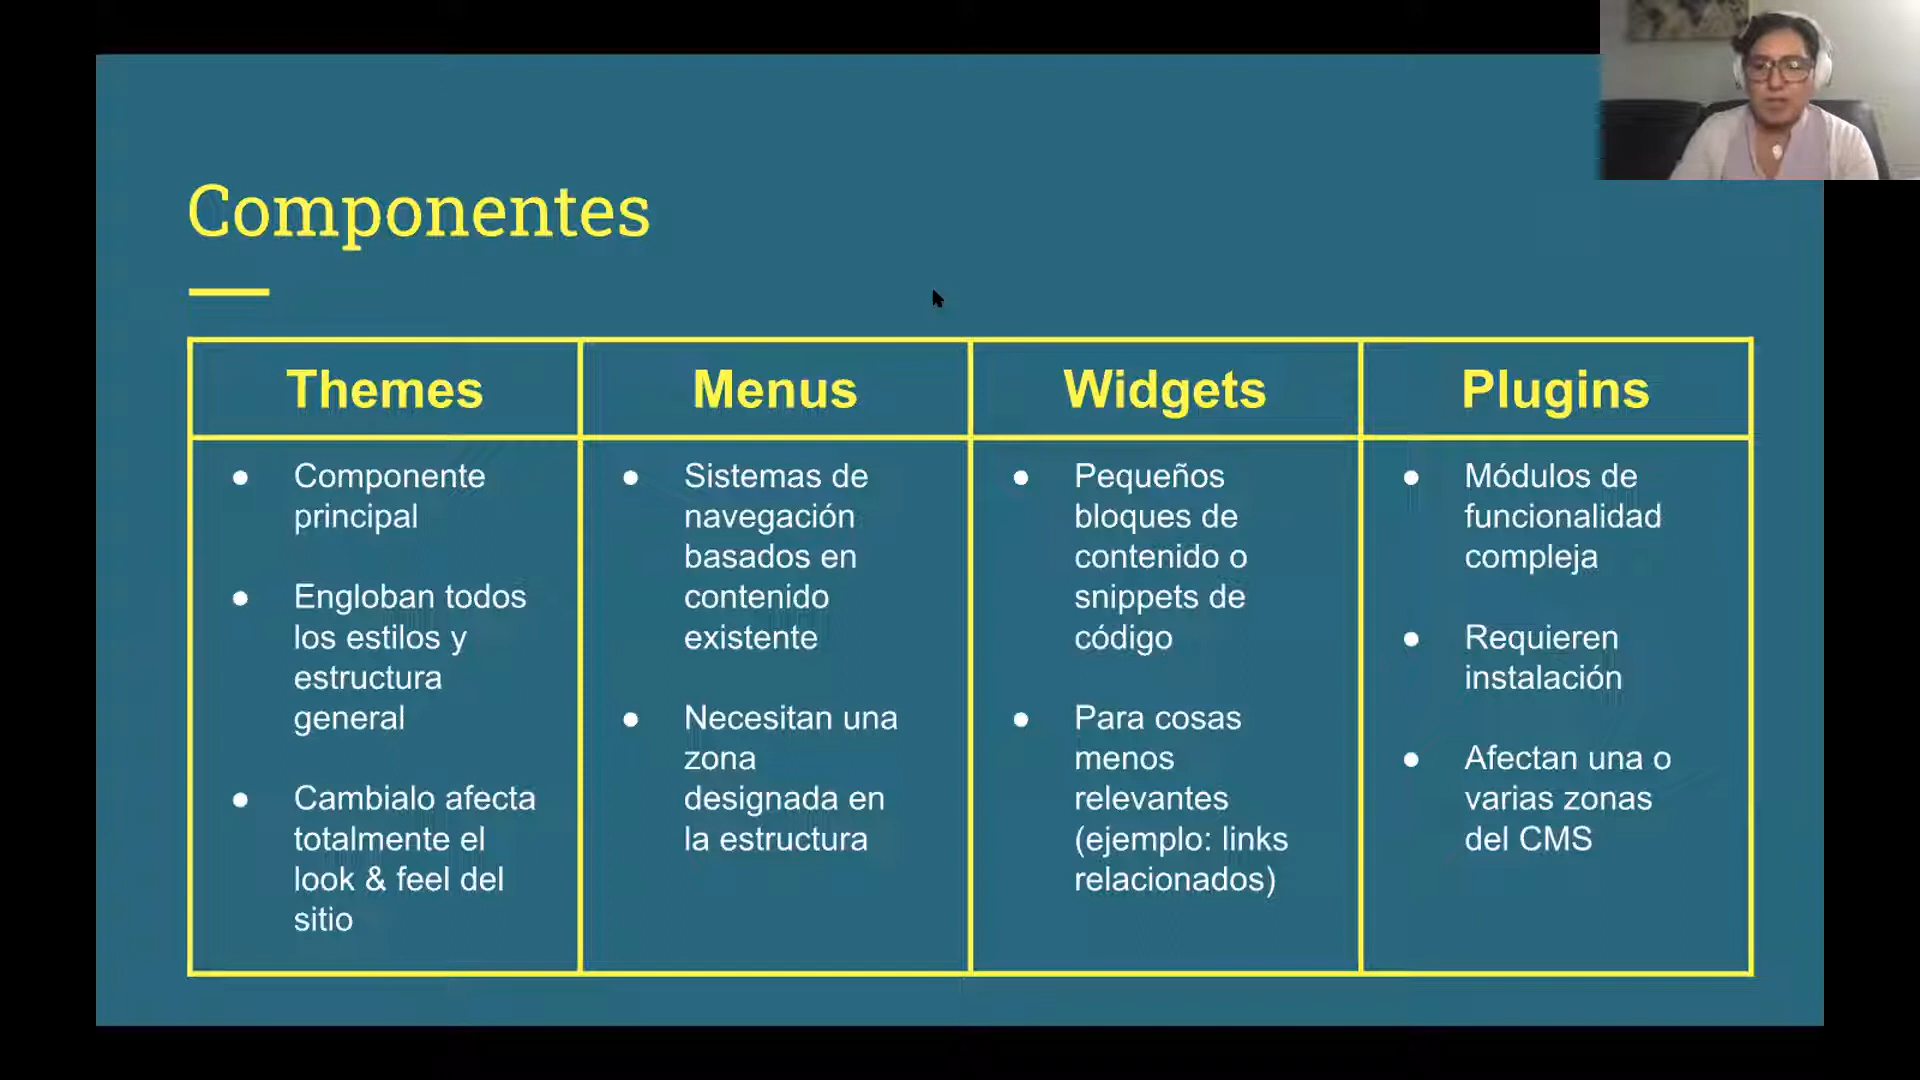 Componentes
Themes
Menus
Widgets
Plugins
● Componente
principal
● Engloban todos
los estilos y
estructura
general
● Cambialo afecta
totalmente el
look & feel del
sitio
● Sistemas de
navegación
basados en
contenido
existente
● Necesitan una
zona
designada en
la estructura
● Pequeños
bloques de
contenido o
snippets de
código
● Para cosas
menos
relevantes
(ejemplo: links
relacionados)
● Módulos de
funcionalidad
compleja
● Requieren
instalación
● Afectan una o
varias zonas
del CMS